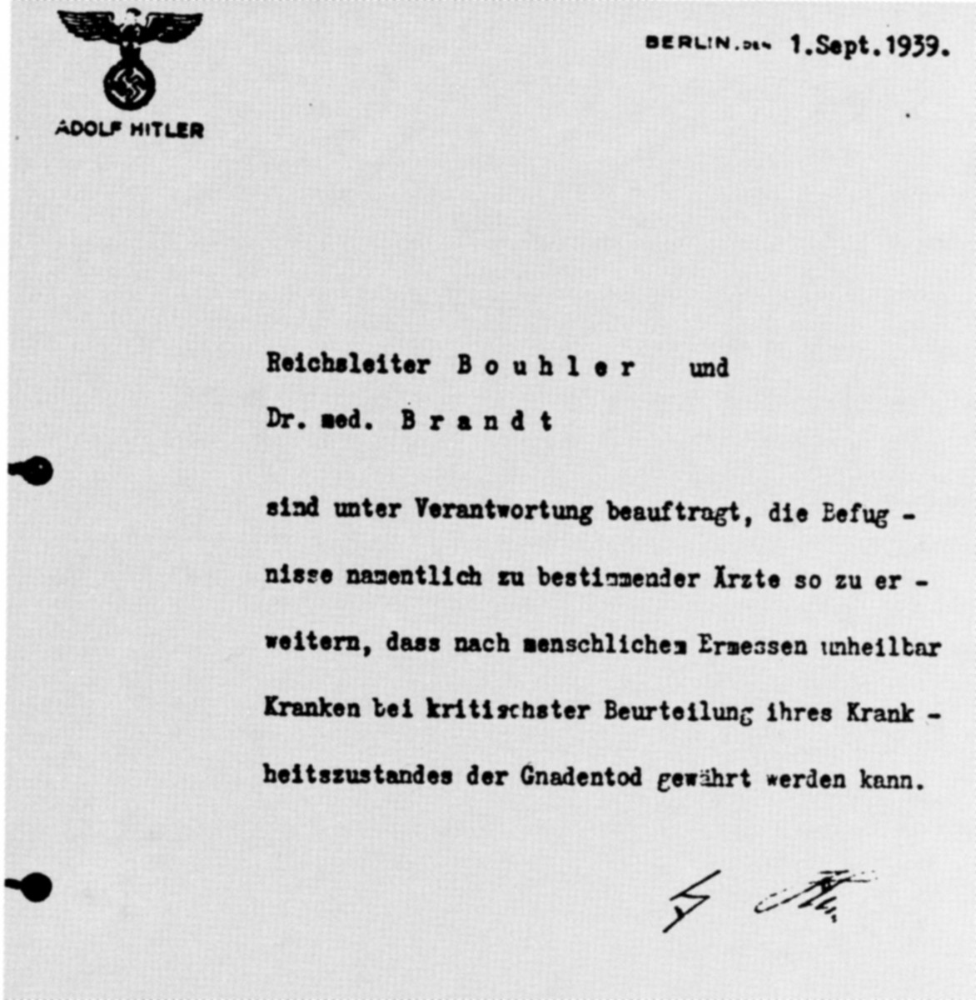 ADOLF HITLER
BERLIN, DEN 1.Sept.1939.
Reichsleiter B o u h l e r und
Dr. med. B r a n d t
sind unter Verantwortung beauftragt, die Befug -
nisse namentlich zu bestimmender Ärzte so zu er -
weitern, dass nach menschlichem Ermessen unheilbar
Kranken bei kritischster Beurteilung ihres Krank -
heitszustandes der Gnadentod gewährt werden kann.